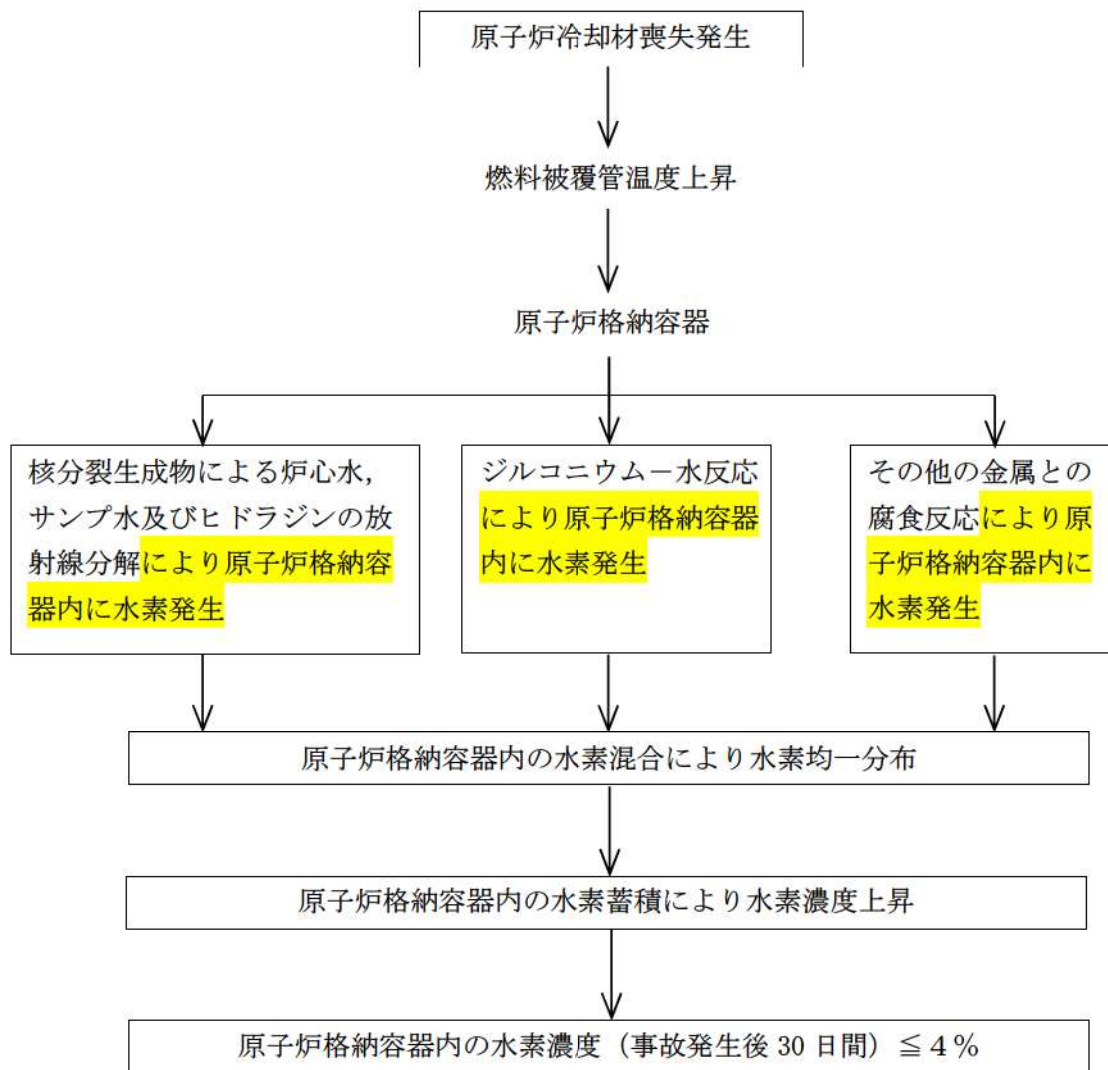 原子炉冷却材喪失発生
燃料被覆管温度上昇
原子炉格納容器
核分裂生成物による炉心水，
サンプ水及びヒドラジンの放
射線分解により原子炉格納容
器内に水素発生
ジルコニウム－水反応
により原子炉格納容器
内に水素発生
その他の金属との
腐食反応により原
子炉格納容器内に
水素発生
原子炉格納容器内の水素混合により水素均一分布
原子炉格納容器内の水素蓄積により水素濃度上昇
原子炉格納容器内の水素濃度（事故発生後 30 日間）≦４％